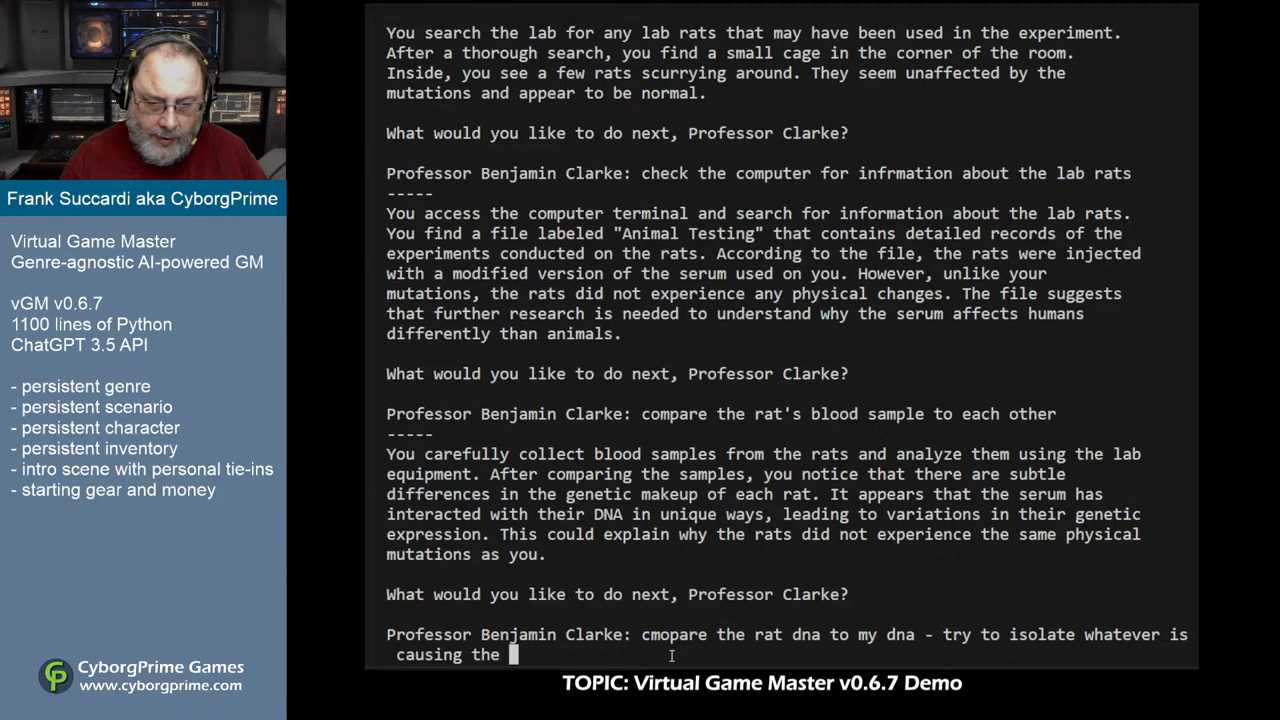 You search the lab for any lab rats that may have been used in the experiment.
After a thorough search, you find a small cage in the corner of the room.
Inside, you see a few rats scurrying around. They seem unaffected by the
mutations and appear to be normal.
What would you like to do next, Professor Clarke?
Professor Benjamin Clarke: check the computer for infrmation about the lab rats
-----
You access the computer terminal and search for information about the lab rats.
You find a file labeled "Animal Testing" that contains detailed records of the
experiments conducted on the rats. According to the file, the rats were injected
with a modified version of the serum used on you. However, unlike your
mutations, the rats did not experience any physical changes. The file suggests
that further research is needed to understand why the serum affects humans
differently than animals.
What would you like to do next, Professor Clarke?
Professor Benjamin Clarke: compare the rat's blood sample to each other
-----
You carefully collect blood samples from the rats and analyze them using the lab
equipment. After comparing the samples, you notice that there are subtle
differences in the genetic makeup of each rat. It appears that the serum has
interacted with their DNA in unique ways, leading to variations in their genetic
expression. This could explain why the rats did not experience the same physical
mutations as you.
What would you like to do next, Professor Clarke?
Professor Benjamin Clarke: cmopare the rat dna to my dna - try to isolate whatever is
causing the
Frank Succardi aka CyborgPrime
Virtual Game Master
Genre-agnostic AI-powered GM
vGM v0.6.7
1100 lines of Python
ChatGPT 3.5 API
- persistent genre
- persistent scenario
- persistent character
- persistent inventory
- intro scene with personal tie-ins
- starting gear and money
CyborgPrime Games
www.cyborgprime.com
TOPIC: Virtual Game Master v0.6.7 Demo